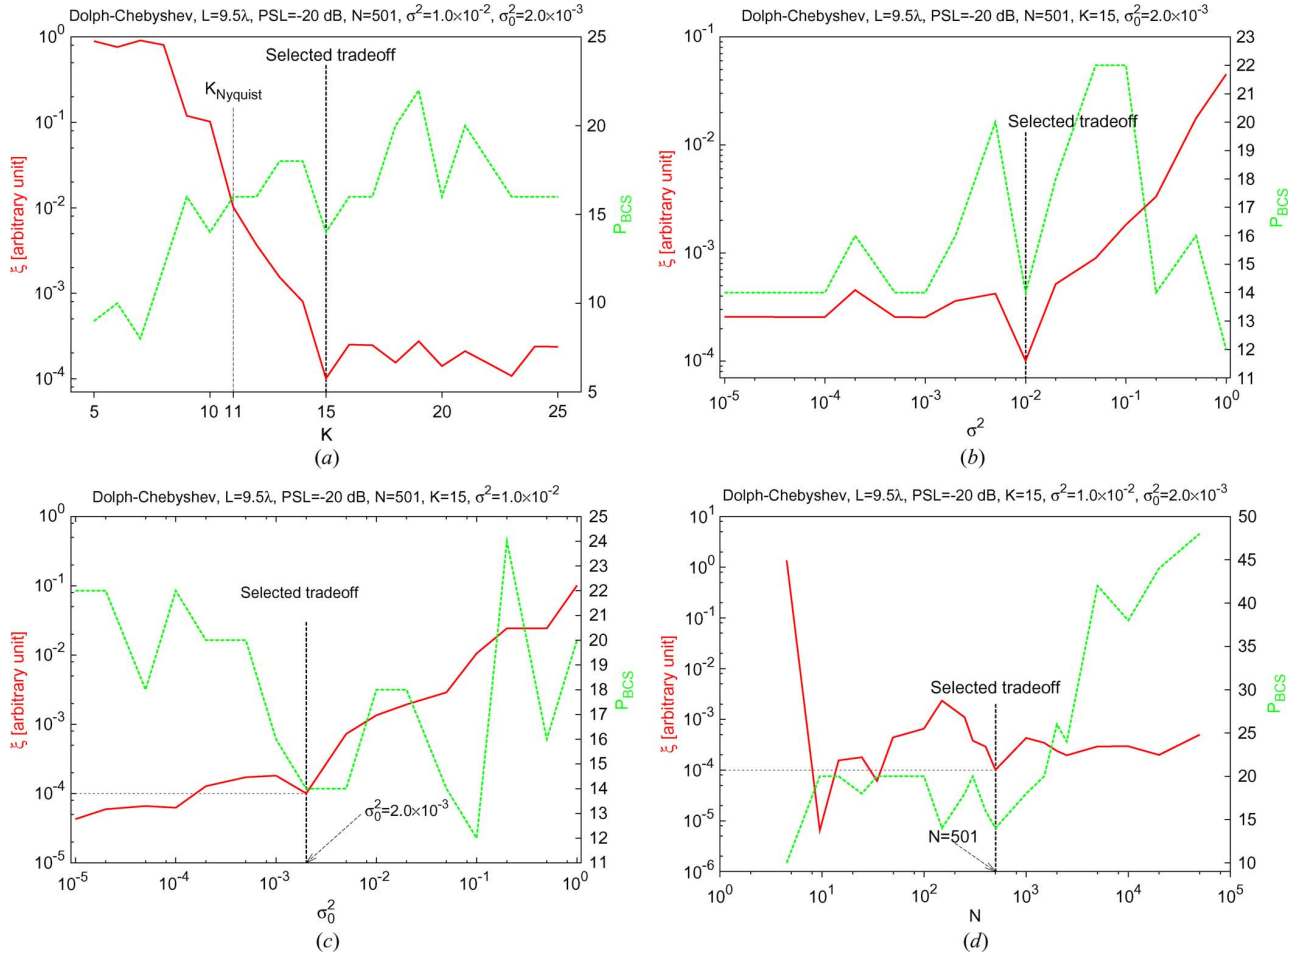 Dolph-Chebyshev, L=9.5λ, PSL=-20 dB, N=501, σ²=1.0×10⁻², σ₀²=2.0×10⁻³
10⁰
10⁻¹
10⁻²
10⁻³
10⁻⁴
ξ [arbitrary unit]
K_Nyquist
Selected tradeoff
25
20
15
10
5
P_BCS
5 10 11 15 20 25
K
(a)
Dolph-Chebyshev, L=9.5λ, PSL=-20 dB, N=501, K=15, σ₀²=2.0×10⁻³
10⁻¹
10⁻²
10⁻³
10⁻⁴
ξ [arbitrary unit]
Selected tradeoff
23
22
21
20
19
18
17
16
15
14
13
12
11
P_BCS
10⁻⁵ 10⁻⁴ 10⁻³ 10⁻² 10⁻¹ 10⁰
σ²
(b)
Dolph-Chebyshev, L=9.5λ, PSL=-20 dB, N=501, K=15, σ²=1.0×10⁻²
10⁰
10⁻¹
10⁻²
10⁻³
10⁻⁴
10⁻⁵
ξ [arbitrary unit]
Selected tradeoff
σ₀²=2.0×10⁻³
25
24
23
22
21
20
19
18
17
16
15
14
13
12
11
P_BCS
10⁻⁵ 10⁻⁴ 10⁻³ 10⁻² 10⁻¹ 10⁰
σ₀²
(c)
Dolph-Chebyshev, L=9.5λ, PSL=-20 dB, K=15, σ²=1.0×10⁻², σ₀²=2.0×10⁻³
10¹
10⁰
10⁻¹
10⁻²
10⁻³
10⁻⁴
10⁻⁵
10⁻⁶
ξ [arbitrary unit]
Selected tradeoff
N=501
50
45
40
35
30
25
20
15
10
P_BCS
10⁰ 10¹ 10² 10³ 10⁴ 10⁵
N
(d)